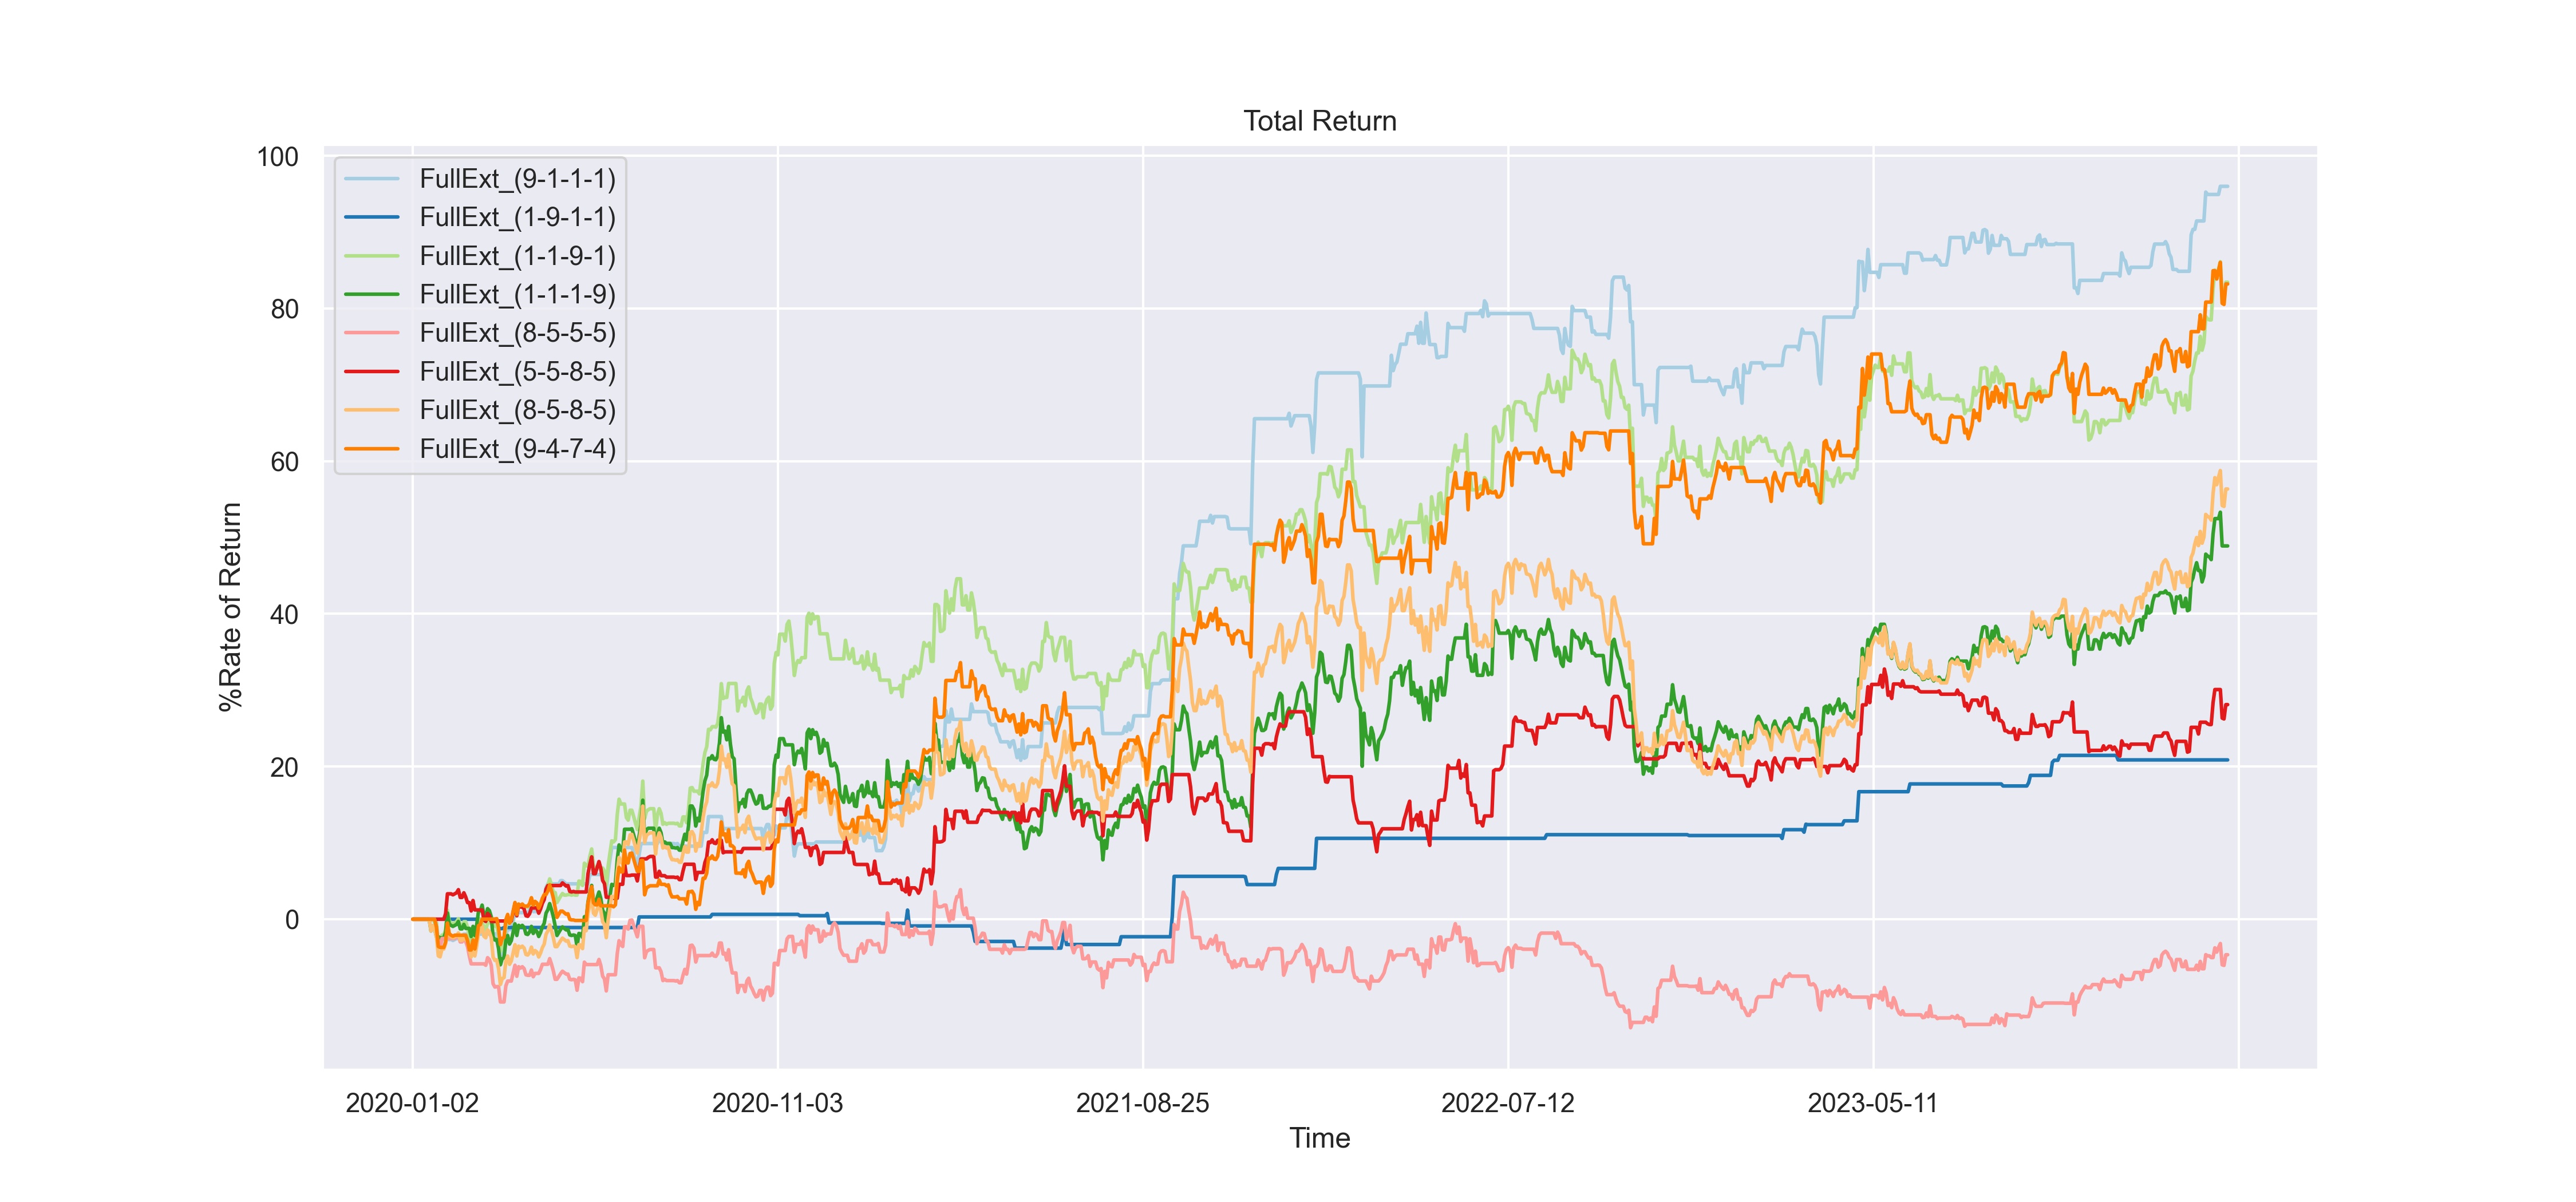 Total Return
100
80
60
40
20
0
%Rate of Return
FullExt_(9-1-1-1)
FullExt_(1-9-1-1)
FullExt_(1-1-9-1)
FullExt_(1-1-1-9)
FullExt_(8-5-5-5)
FullExt_(5-5-8-5)
FullExt_(8-5-8-5)
FullExt_(9-4-7-4)
2020-01-02
2020-11-03
2021-08-25
2022-07-12
2023-05-11
Time